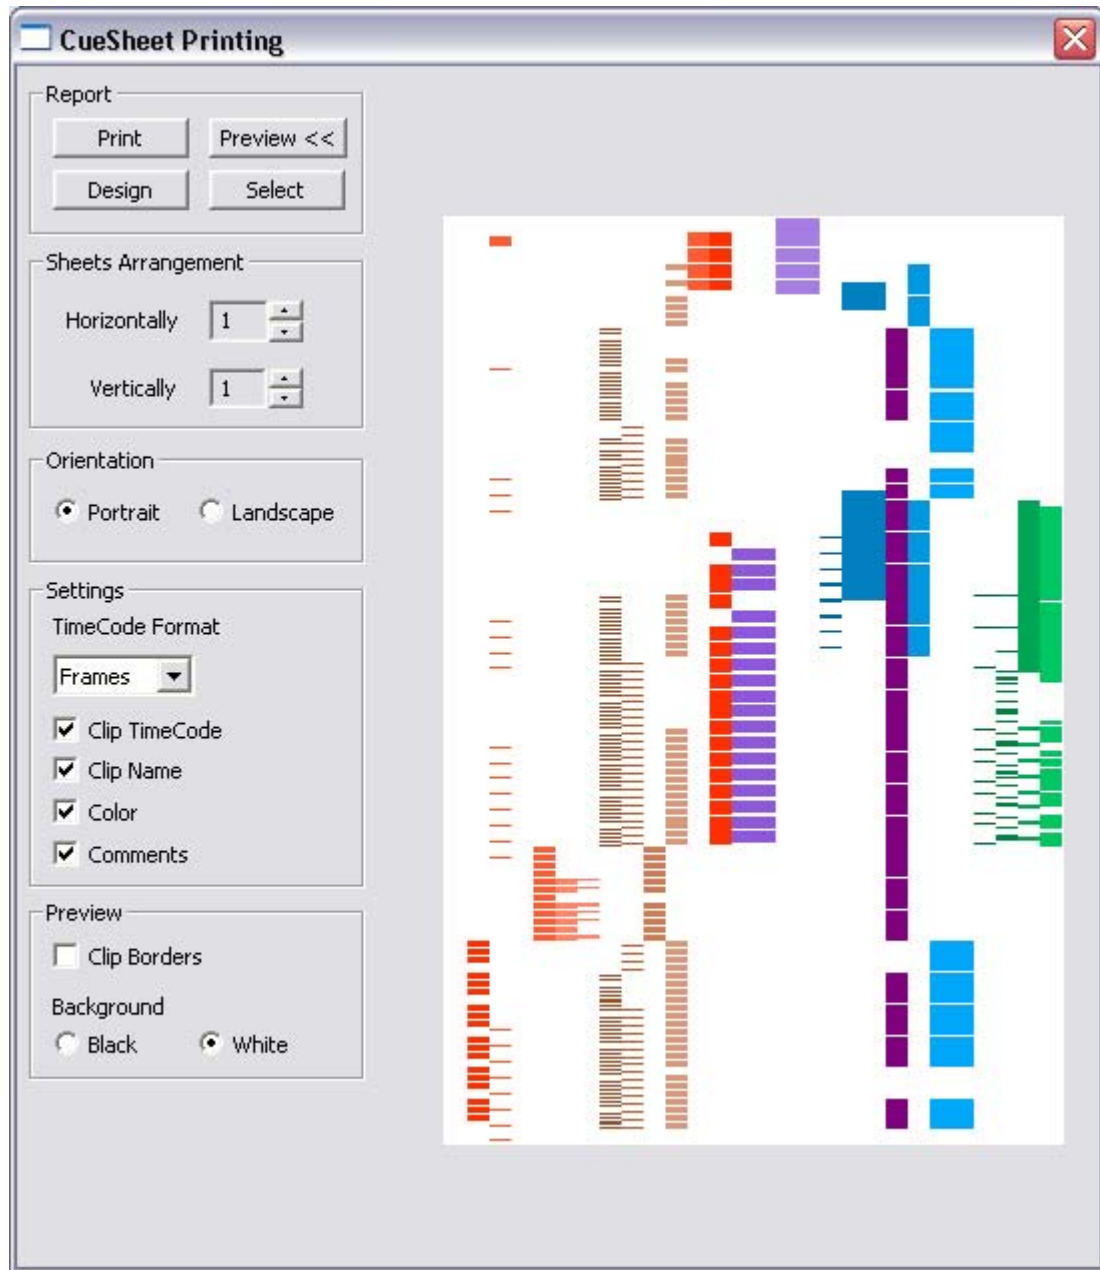 CueSheet Printing
Report
Print Preview <<
Design Select
Sheets Arrangement
Horizontally 1
Vertically 1
Orientation
Portrait Landscape
Settings
TimeCode Format
Frames
Clip TimeCode
Clip Name
Color
Comments
Preview
Clip Borders
Background
Black White